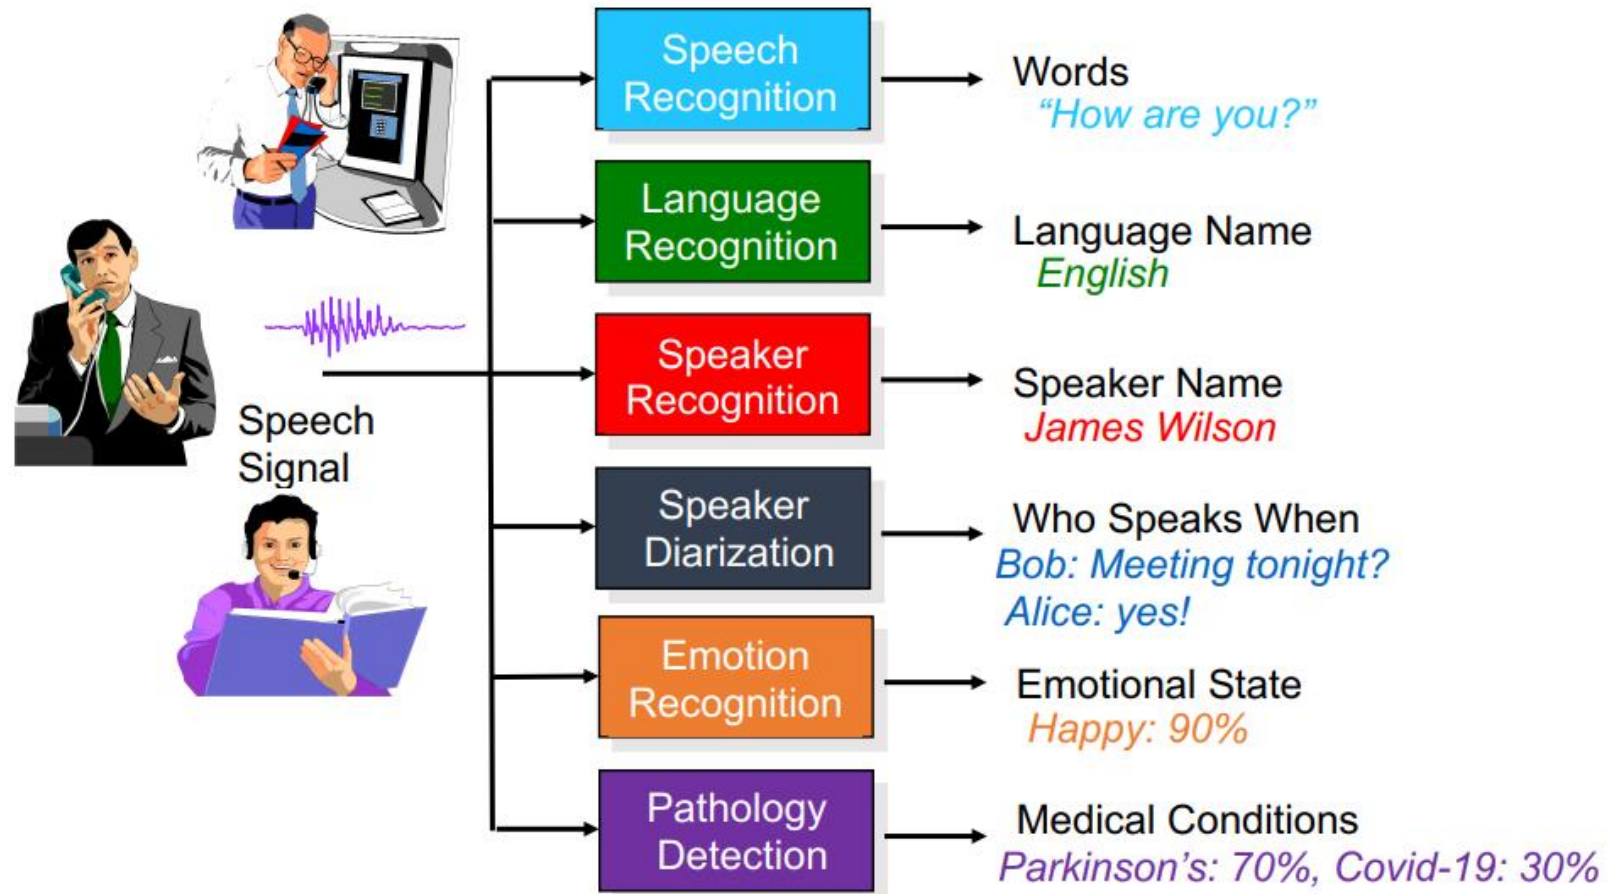 Speech
Recognition
Words
“How are you?”
Language
Recognition
Language Name
English
Speech
Signal
Speaker
Recognition
Speaker Name
James Wilson
Speaker
Diarization
Who Speaks When
Bob: Meeting tonight?
Alice: yes!
Emotion
Recognition
Emotional State
Happy: 90%
Pathology
Detection
Medical Conditions
Parkinson’s: 70%, Covid-19: 30%